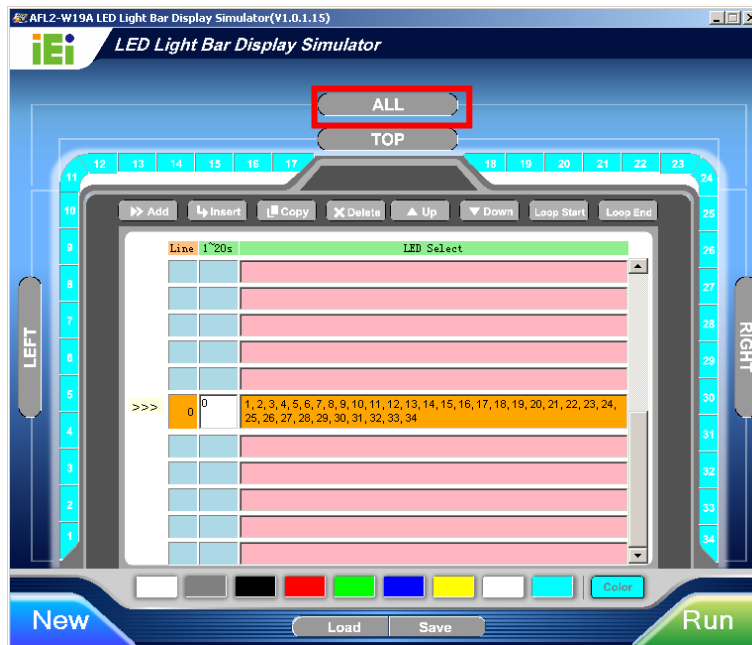 AFL2-W19A LED Light Bar Display Simulator(V1.0.1.15)
iEi
LED Light Bar Display Simulator
ALL
TOP
12 13 14 15 16 17 18 19 20 21 22 23
11 24
Add Insert Copy Delete Up Down Loop Start Loop End
10 25
Line 1~20s LED Select
9 26
8 27
7 28
LEFT RIGHT
6 29
5 30
>>> 0 0 1, 2, 3, 4, 5, 6, 7, 8, 9, 10, 11, 12, 13, 14, 15, 16, 17, 18, 19, 20, 21, 22, 23, 24,
25, 26, 27, 28, 29, 30, 31, 32, 33, 34
4 31
3 32
2 33
1 34
Color
New Load Save Run